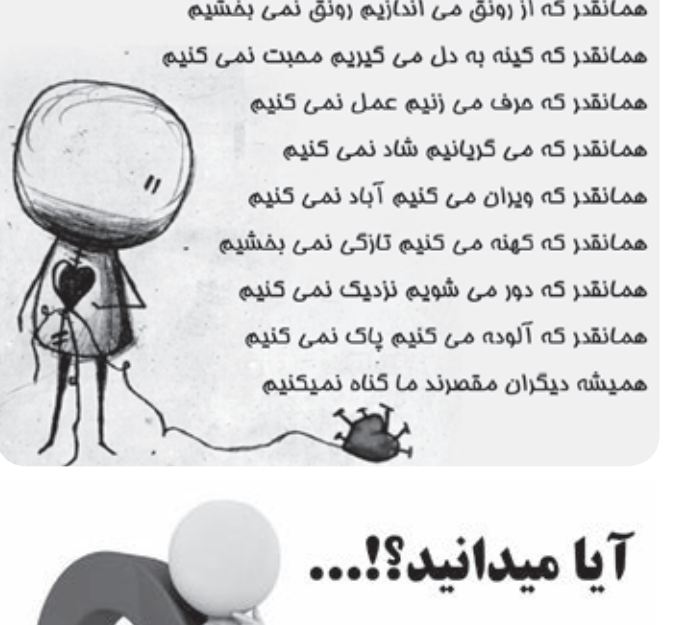 همانقدر که از رونق می اندازیم رونق نمی بخشیم
همانقدر که کینه به دل می گیریم محبت نمی کنیم
همانقدر که حرف می زنیم عمل نمی کنیم
همانقدر که می گریانیم شاد نمی کنیم
همانقدر که ویران می کنیم آباد نمی کنیم
همانقدر که کهنه می کنیم تازگی نمی بخشیم
همانقدر که دور می شویم نزدیک نمی کنیم
همانقدر که آلوده می کنیم پاک نمی کنیم
همیشه دیگران مقصرند ما گناه نمیکنیم
آیا میدانید؟!...